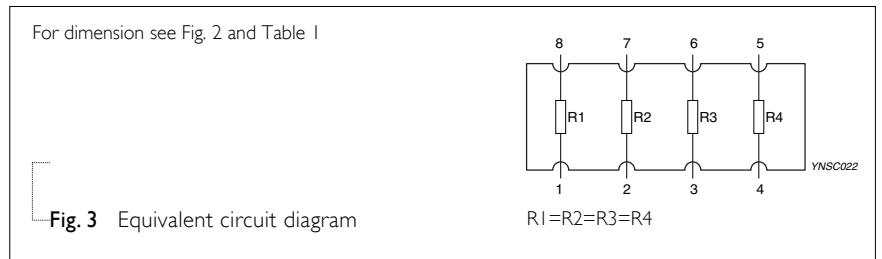 For dimension see Fig. 2 and Table 1
8 7 6 5
R1 R2 R3 R4
YNSC022
1 2 3 4
Fig. 3 Equivalent circuit diagram
R1=R2=R3=R4